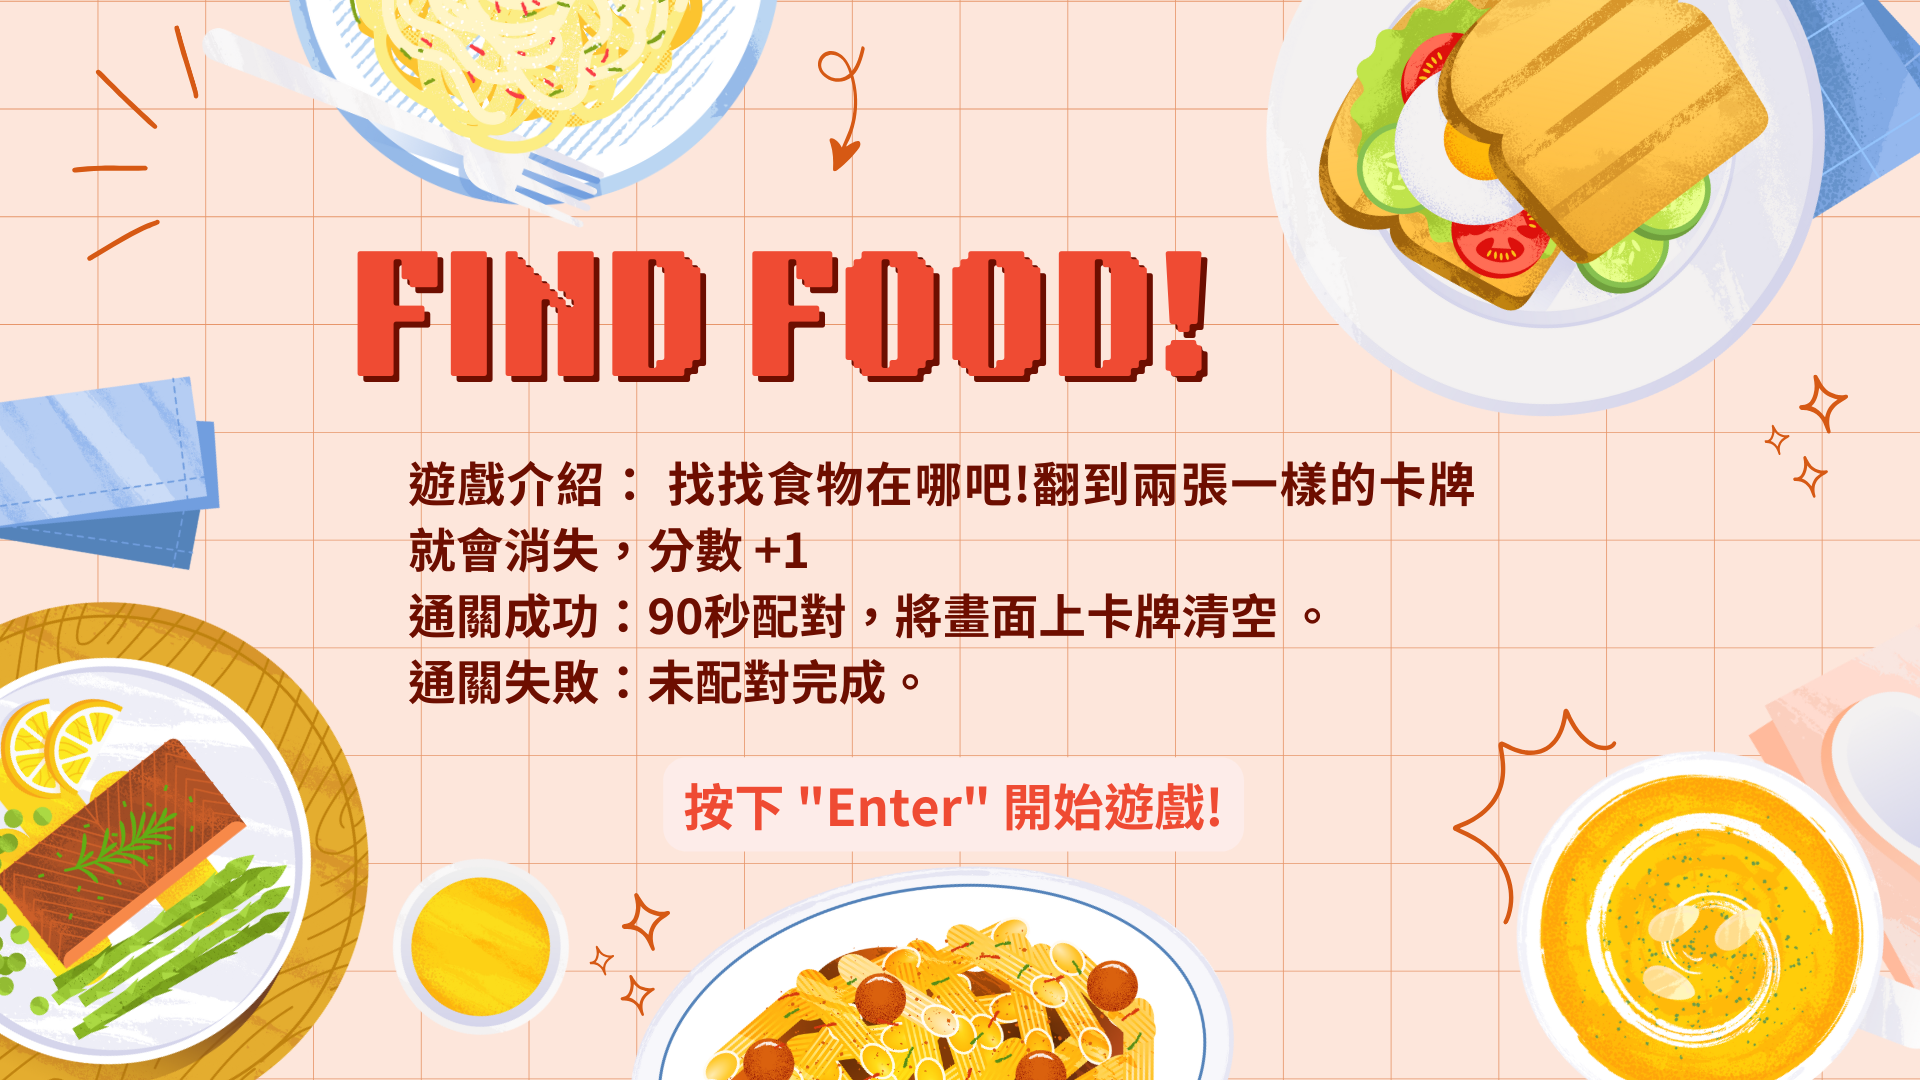 FIND FOOD!
遊戲介紹： 找找食物在哪吧!翻到兩張一樣的卡牌
就會消失，分數 +1
通關成功：90秒配對，將畫面上卡牌清空 。
通關失敗：未配對完成。
按下 "Enter" 開始遊戲!